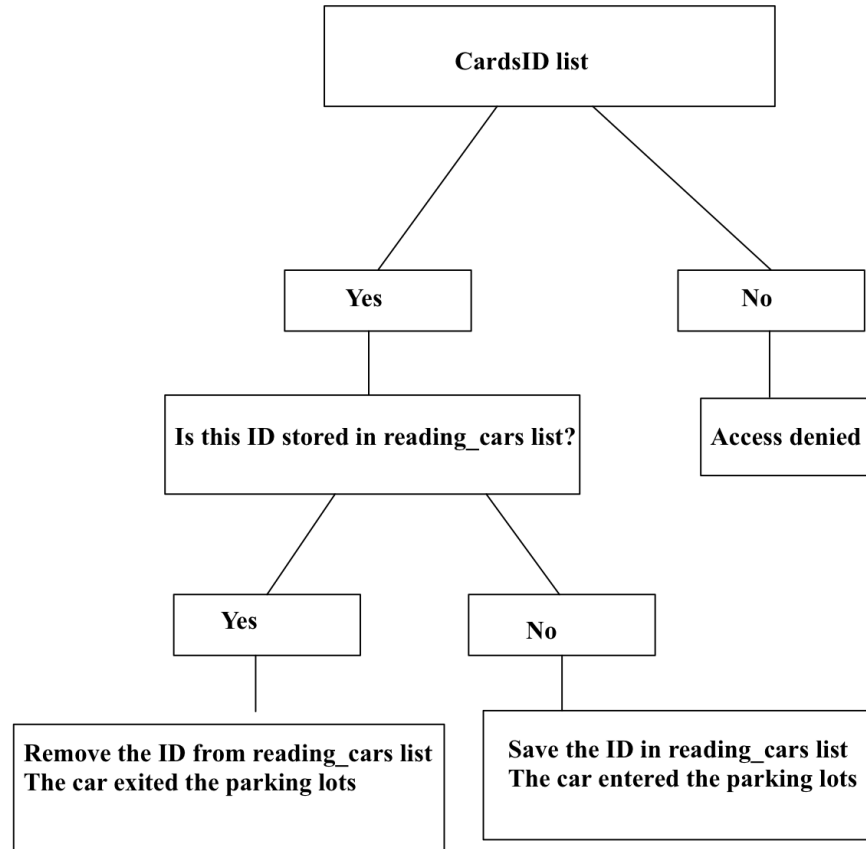 CardsID list
Yes
No
Is this ID stored in reading_cars list?
Access denied
Yes
No
Remove the ID from reading_cars list
The car exited the parking lots
Save the ID in reading_cars list
The car entered the parking lots